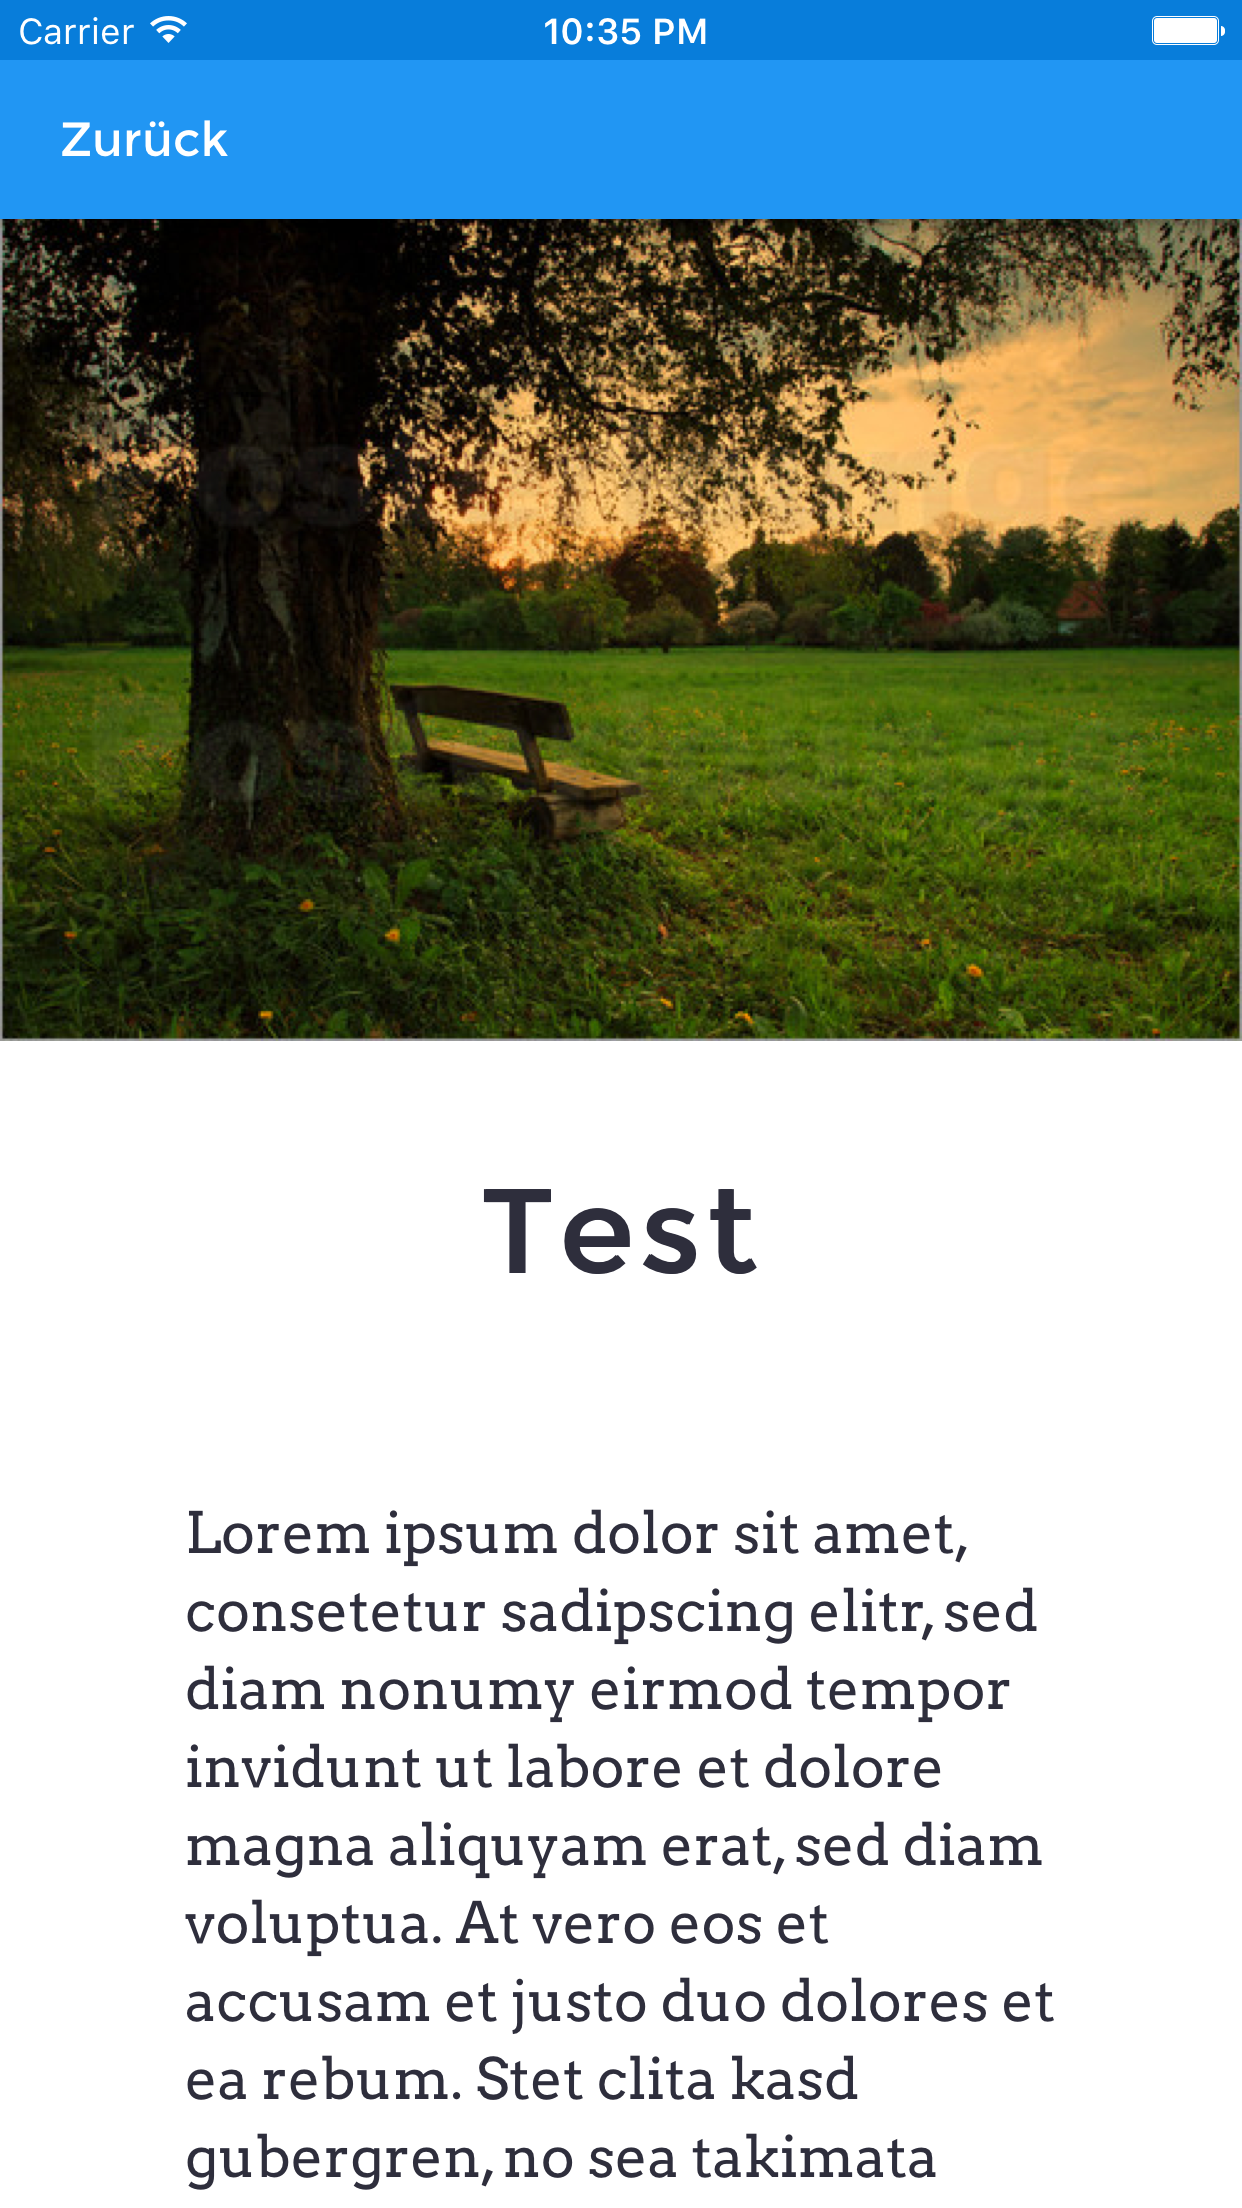 Carrier 10:35 PM
Zurück
Test
Lorem ipsum dolor sit amet,
consetetur sadipscing elitr, sed
diam nonumy eirmod tempor
invidunt ut labore et dolore
magna aliquyam erat, sed diam
voluptua. At vero eos et
accusam et justo duo dolores et
ea rebum. Stet clita kasd
gubergren, no sea takimata